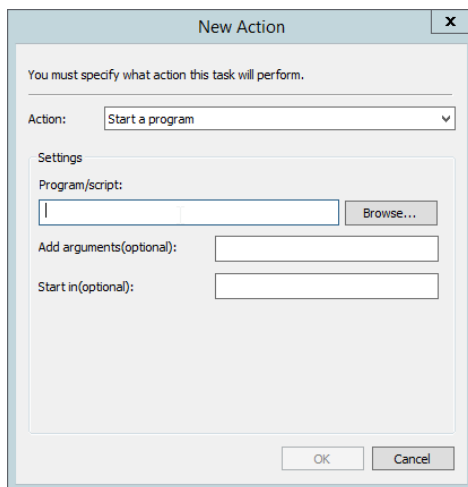 New Action
x
You must specify what action this task will perform.
Action: Start a program
Settings
Program/script:
Browse...
Add arguments(optional):
Start in(optional):
OK Cancel